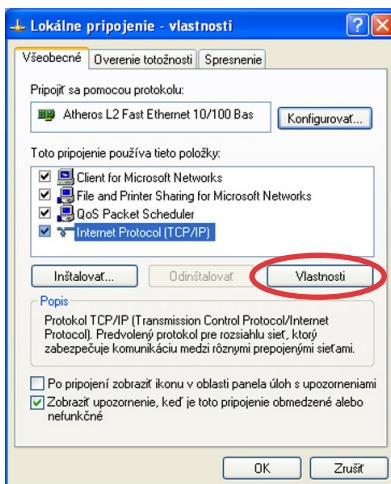 Lokálne pripojenie - vlastnosti
Všeobecné Overenie totožnosti Spresnenie
Pripojiť sa pomocou protokolu:
Atheros L2 Fast Ethernet 10/100 Bas
Konfigurovať...
Toto pripojenie používa tieto položky:
Client for Microsoft Networks
File and Printer Sharing for Microsoft Networks
QoS Packet Scheduler
Internet Protocol (TCP/IP)
Inštalovať... Odinštalovať Vlastnosti
Popis
Protokol TCP/IP (Transmission Control Protocol/Internet
Protocol). Predvolený protokol pre rozsiahlu sieť, ktorý
zabezpečuje komunikáciu medzi rôznymi prepojenými sieťami.
Po pripojení zobraziť ikonu v oblasti panela úloh s upozorneniami
Zobraziť upozornenie, keď je toto pripojenie obmedzené alebo
nefunkčné
OK Zrušiť